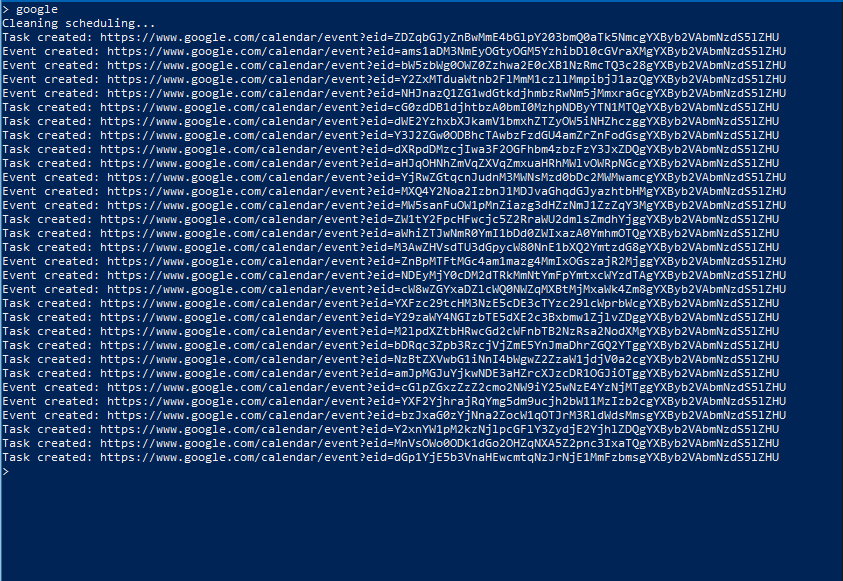 > google
Cleaning scheduling...
Task created: https://www.google.com/calendar/event?eid=ZDZqbGJyZnBwMmE4bGlpY203bmQ0aTk5NmcgYXByb2VAbmNzdS5lZHU
Event created: https://www.google.com/calendar/event?eid=ams1aDM3NmEyOGtyOGM5YzhibDl0cGVraXMgYXByb2VAbmNzdS5lZHU
Event created: https://www.google.com/calendar/event?eid=bW5zbWg0OWZ0Zzhwa2E0cXB1NzRmcTQ3c28gYXByb2VAbmNzdS5lZHU
Event created: https://www.google.com/calendar/event?eid=Y2ZxMTduaWtnb2FlMmM1czllMmpibjJ1azQgYXByb2VAbmNzdS5lZHU
Event created: https://www.google.com/calendar/event?eid=NHJnazQ1ZG1wdGtkdjhmbzRwNm5jMmxraGcgYXByb2VAbmNzdS5lZHU
Task created: https://www.google.com/calendar/event?eid=cG0zdDB1djhtbzA0bmI0MzhpNDByYTN1MTQgYXByb2VAbmNzdS5lZHU
Task created: https://www.google.com/calendar/event?eid=dWE2YzhxbXJkamV1bmxhZTZyOW5iNHZhczggYXByb2VAbmNzdS5lZHU
Task created: https://www.google.com/calendar/event?eid=Y3J2ZGw0ODBhcTAwbzFzdGU4amZrZnFodGsgYXByb2VAbmNzdS5lZHU
Task created: https://www.google.com/calendar/event?eid=dXRpdDMzcjIwa3F2OGFhbm4zbzFzY3JxZDQgYXByb2VAbmNzdS5lZHU
Task created: https://www.google.com/calendar/event?eid=aHJqOHNhZmVqZXVqZmxuaHRhMWlvOWRpNGcgYXByb2VAbmNzdS5lZHU
Event created: https://www.google.com/calendar/event?eid=YjRwZGtqcnJudnM3MWNsMzd0bDc2MWMwamcgYXByb2VAbmNzdS5lZHU
Event created: https://www.google.com/calendar/event?eid=MXQ4Y2Noa2IzbnJ1MDJvaGhqdGJyazhtbHMgYXByb2VAbmNzdS5lZHU
Event created: https://www.google.com/calendar/event?eid=MW5sanFuOW1pMnZiazg3dHZzNmJ1ZzZqY3MgYXByb2VAbmNzdS5lZHU
Task created: https://www.google.com/calendar/event?eid=ZW1tY2FpcHFwcjc5Z2RraWU2dmlsZmdhYjggYXByb2VAbmNzdS5lZHU
Task created: https://www.google.com/calendar/event?eid=aWhiZTJwNmR0YmI1bDd0ZWIxazA0YmhmOTQgYXByb2VAbmNzdS5lZHU
Task created: https://www.google.com/calendar/event?eid=M3AwZHVsdTU3dGpycW80NnE1bXQ2YmtzdG8gYXByb2VAbmNzdS5lZHU
Event created: https://www.google.com/calendar/event?eid=ZnBpMTFtMGc4am1mazg4MmIxOGszajR2MjggYXByb2VAbmNzdS5lZHU
Event created: https://www.google.com/calendar/event?eid=NDEyMjY0cDM2dTRkMmNtYmFpYmtxcWYzdTAgYXByb2VAbmNzdS5lZHU
Event created: https://www.google.com/calendar/event?eid=cW8wZGYxaDZlcWQ0NWZqMXBtMjMxaWk4Zm8gYXByb2VAbmNzdS5lZHU
Task created: https://www.google.com/calendar/event?eid=YXFzc29tcHM3NzE5cDE3cTYzc29lcWprbWcgYXByb2VAbmNzdS5lZHU
Task created: https://www.google.com/calendar/event?eid=Y29zaWY4NGIzbTE5dXE2c3Bxbmw1ZjlvZDggYXByb2VAbmNzdS5lZHU
Task created: https://www.google.com/calendar/event?eid=M2lpdXZtbHRwcGd2cWFnbTB2NzRsa2NodXMgYXByb2VAbmNzdS5lZHU
Task created: https://www.google.com/calendar/event?eid=bDRqc3Zpb3RzcjVjZmE5YnJmaDhrZGQ2YTggYXByb2VAbmNzdS5lZHU
Task created: https://www.google.com/calendar/event?eid=NzBtZXVwbG1iNnI4bWgwZ2ZzaW1jdjV0a2cgYXByb2VAbmNzdS5lZHU
Task created: https://www.google.com/calendar/event?eid=amJpMGJuYjkwNDE3aHZrcXJzcDR1OGJiOTggYXByb2VAbmNzdS5lZHU
Event created: https://www.google.com/calendar/event?eid=cGlpZGxzZzZ2cmo2NW9iY25wNzE4YzNjMTggYXByb2VAbmNzdS5lZHU
Event created: https://www.google.com/calendar/event?eid=YXF2YjhrajRqYmg5dm9ucjh2bW11MzIzb2cgYXByb2VAbmNzdS5lZHU
Event created: https://www.google.com/calendar/event?eid=bzJxaG0zYjNna2ZocW1qOTJrM3RldWdsMmsgYXByb2VAbmNzdS5lZHU
Task created: https://www.google.com/calendar/event?eid=Y2xnYW1pM2kzNjlpcGFlY3ZydjE2YjhlZDQgYXByb2VAbmNzdS5lZHU
Task created: https://www.google.com/calendar/event?eid=MnVsOWo0ODk1dGo2OHZqNXA5Z2pnc3IxaTQgYXByb2VAbmNzdS5lZHU
Task created: https://www.google.com/calendar/event?eid=dGp1YjE5b3VnaHEwcmtqNzJrNjE1MmFzbmsgYXByb2VAbmNzdS5lZHU
>